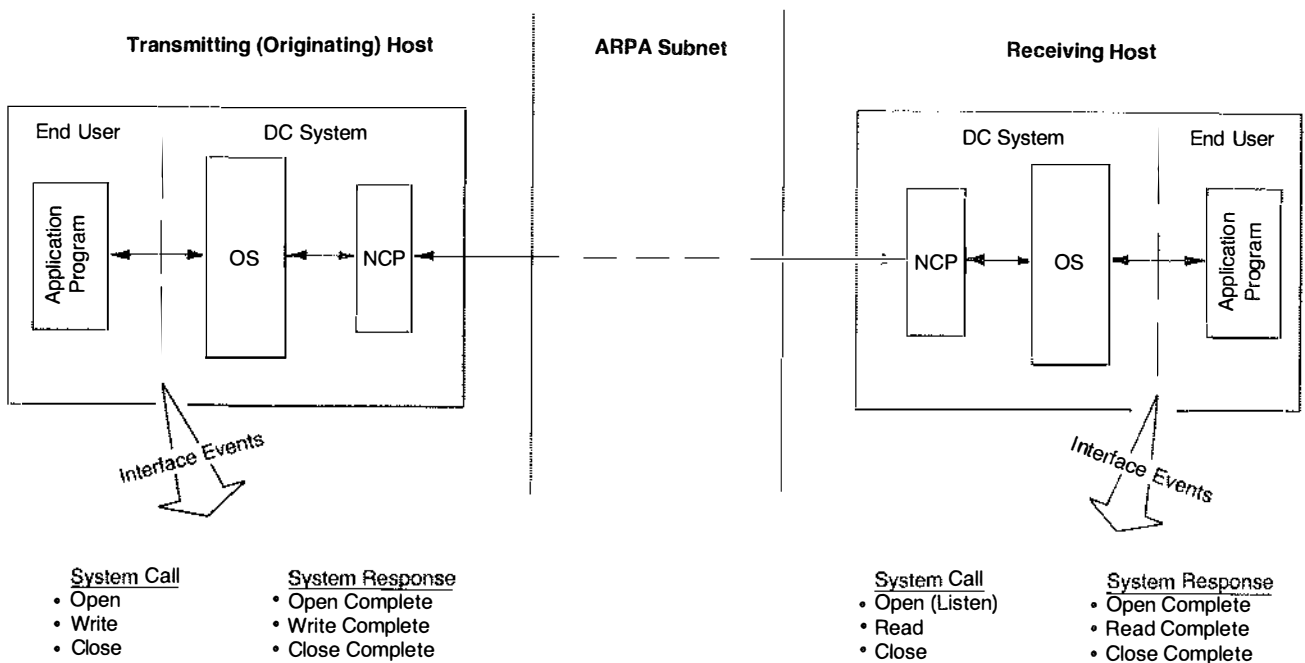 Transmitting (Originating) Host
ARPA Subnet
Receiving Host
End User
DC System
Application
Program
OS
NCP
DC System
End User
NCP
OS
Application
Program
Interface Events
Interface Events
System Call
• Open
• Write
• Close
System Response
• Open Complete
• Write Complete
• Close Complete
System Call
• Open (Listen)
• Read
• Close
System Response
• Open Complete
• Read Complete
• Close Complete